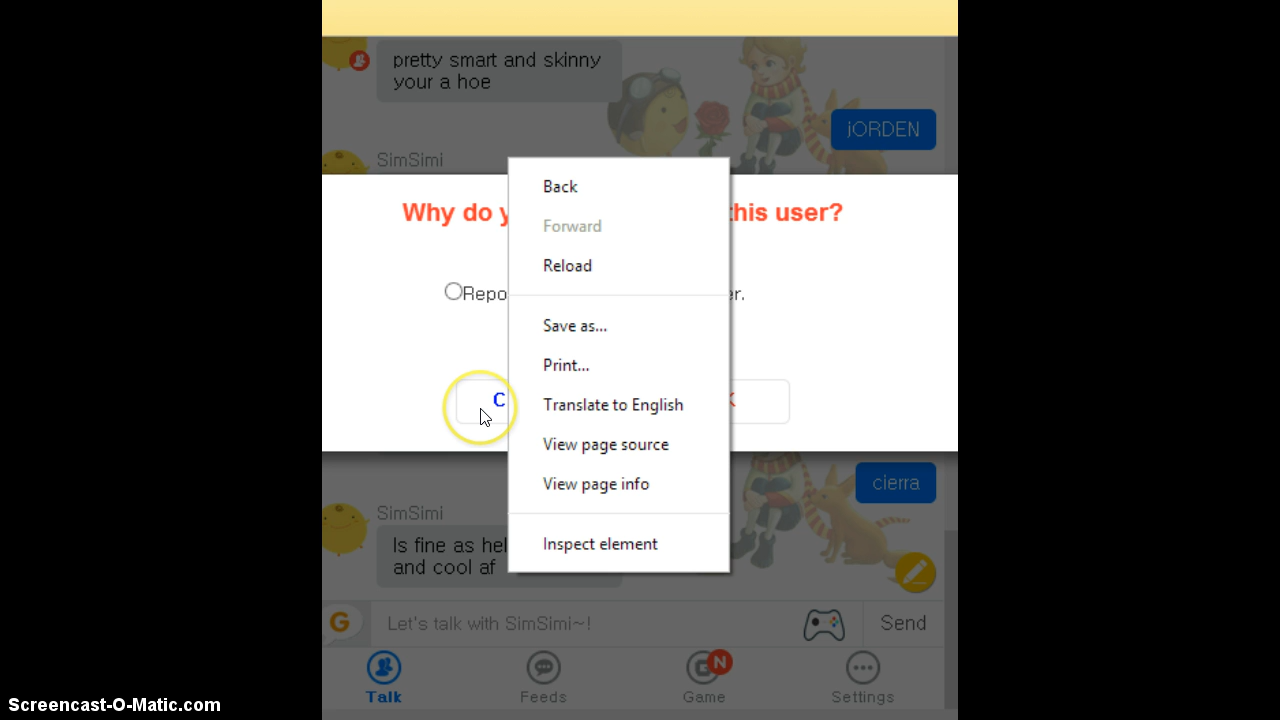 pretty smart and skinny
your a hoe
jORDEN
SimSimi
Why do y this user?
Repo er.
C K
Back
Forward
Reload
Save as...
Print...
Translate to English
View page source
View page info
Inspect element
cierra
SimSimi
Is fine as hel
and cool af
G Let's talk with SimSimi~! Send
N
Talk Feeds Game Settings
Screencast-O-Matic.com